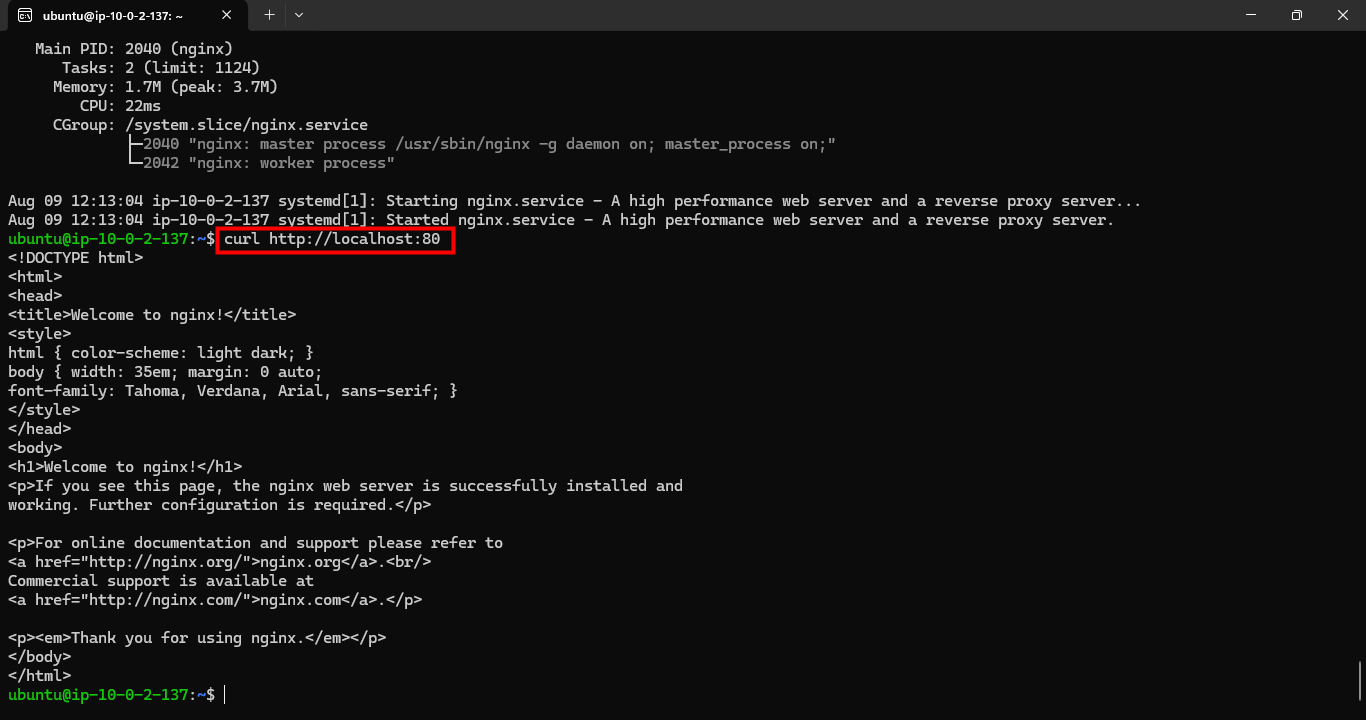 ubuntu@ip-10-0-2-137: ~
Main PID: 2040 (nginx)
Tasks: 2 (limit: 1124)
Memory: 1.7M (peak: 3.7M)
CPU: 22ms
CGroup: /system.slice/nginx.service
├─2040 "nginx: master process /usr/sbin/nginx -g daemon on; master_process on;"
└─2042 "nginx: worker process"
Aug 09 12:13:04 ip-10-0-2-137 systemd[1]: Starting nginx.service - A high performance web server and a reverse proxy server...
Aug 09 12:13:04 ip-10-0-2-137 systemd[1]: Started nginx.service - A high performance web server and a reverse proxy server.
ubuntu@ip-10-0-2-137:~$ curl http://localhost:80
<!DOCTYPE html>
<html>
<head>
<title>Welcome to nginx!</title>
<style>
html { color-scheme: light dark; }
body { width: 35em; margin: 0 auto;
font-family: Tahoma, Verdana, Arial, sans-serif; }
</style>
</head>
<body>
<h1>Welcome to nginx!</h1>
<p>If you see this page, the nginx web server is successfully installed and
working. Further configuration is required.</p>
<p>For online documentation and support please refer to
<a href="http://nginx.org/">nginx.org</a>.<br/>
Commercial support is available at
<a href="http://nginx.com/">nginx.com</a>.</p>
<p><em>Thank you for using nginx.</em></p>
</body>
</html>
ubuntu@ip-10-0-2-137:~$